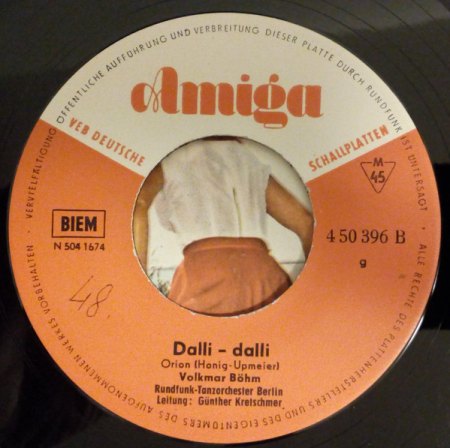 VERVIELFÄLTIGUNG · ÖFFENTLICHE AUFFÜHRUNG UND VERBREITUNG DIESER PLATTE DURCH RUNDFUNK IST UNTERSAGT · ALLE RECHTE DES PLATTENHERSTELLERS UND DES EIGENTÜMERS DES AUFGENOMMENEN WERKES VORBEHALTEN ·
Amiga
VEB DEUTSCHE SCHALLPLATTEN
M
45
BIEM
N 504 1674
4 50 396 B
g
48.
Dalli – dalli
Orion (Honig-Upmeier)
Volkmar Böhm
Rundfunk-Tanzorchester Berlin
Leitung: Günther Kretschmer